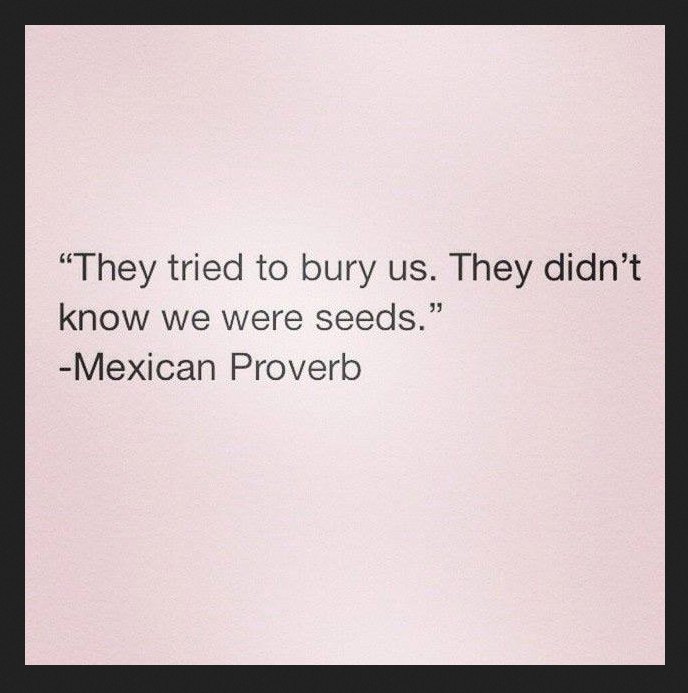 “They tried to bury us. They didn’t
know we were seeds.”
-Mexican Proverb